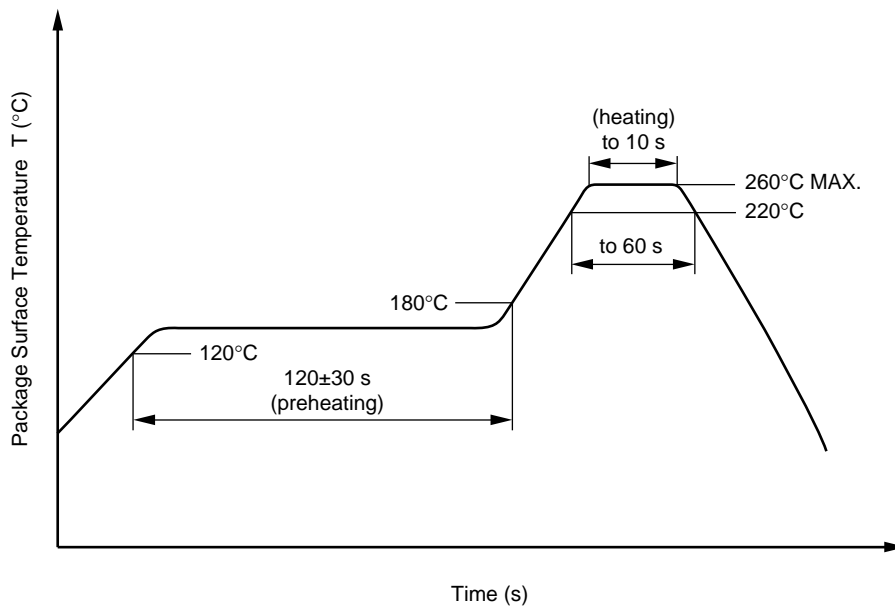 Package Surface Temperature T (°C)
(heating)
to 10 s
260°C MAX.
220°C
to 60 s
180°C
120°C
120±30 s
(preheating)
Time (s)